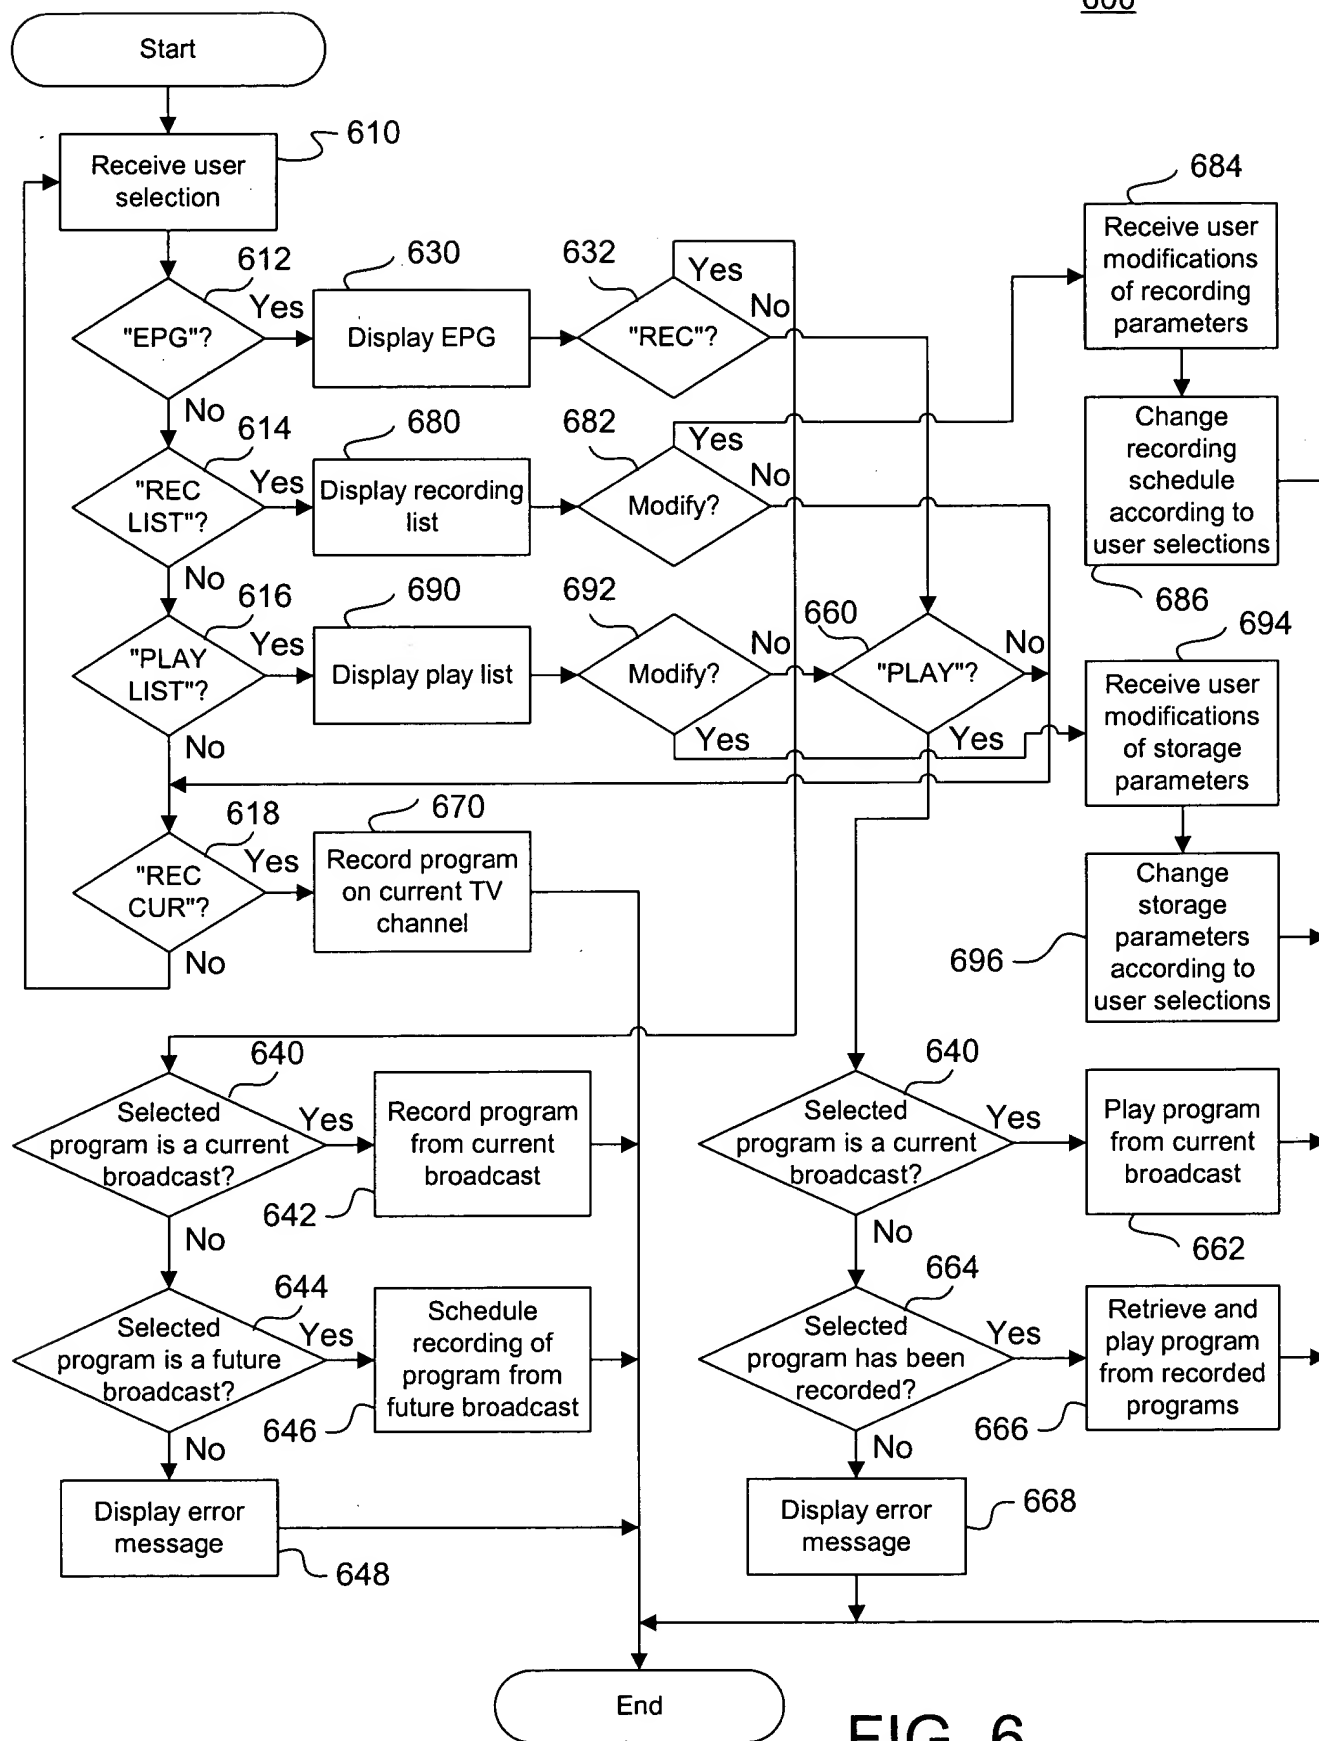 600
Start
610
Receive user
selection
684
Receive user
modifications
of recording
parameters
612
Yes
630
632
Yes
No
"EPG"?
Display EPG
"REC"?
No
614
Yes
680
682
Yes
No
"REC
LIST"?
Display recording
list
Modify?
Change
recording
schedule
according to
user selections
686
No
616
Yes
690
692
No
660
No
694
"PLAY
LIST"?
Display play list
Modify?
"PLAY"?
Receive user
modifications
of storage
parameters
No
Yes
Yes
618
Yes
670
"REC
CUR"?
Record program
on current TV
channel
Change
storage
parameters
according to
user selections
696
No
640
Selected
program is a current
broadcast?
Yes
Record program
from current
broadcast
642
640
Selected
program is a current
broadcast?
Yes
Play program
from current
broadcast
662
No
No
644
Selected
program is a future
broadcast?
Yes
Schedule
recording of
program from
future broadcast
646
664
Selected
program has been
recorded?
Yes
Retrieve and
play program
from recorded
programs
666
No
No
Display error
message
648
Display error
message
668
End
FIG. 6